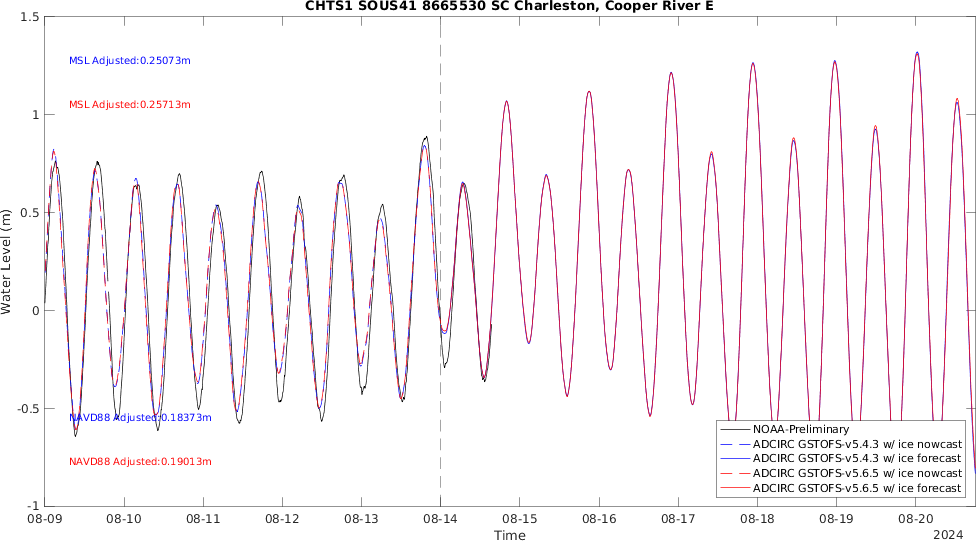 CHTS1 SOUS41 8665530 SC Charleston, Cooper River E
1.5
1
0.5
0
-0.5
-1
Water Level (m)
MSL Adjusted:0.25073m
MSL Adjusted:0.25713m
NAVD88 Adjusted:0.18373m
NAVD88 Adjusted:0.19013m
NOAA-Preliminary
ADCIRC GSTOFS-v5.4.3 w/ ice nowcast
ADCIRC GSTOFS-v5.4.3 w/ ice forecast
ADCIRC GSTOFS-v5.6.5 w/ ice nowcast
ADCIRC GSTOFS-v5.6.5 w/ ice forecast
08-09 08-10 08-11 08-12 08-13 08-14 08-15 08-16 08-17 08-18 08-19 08-20
Time
2024